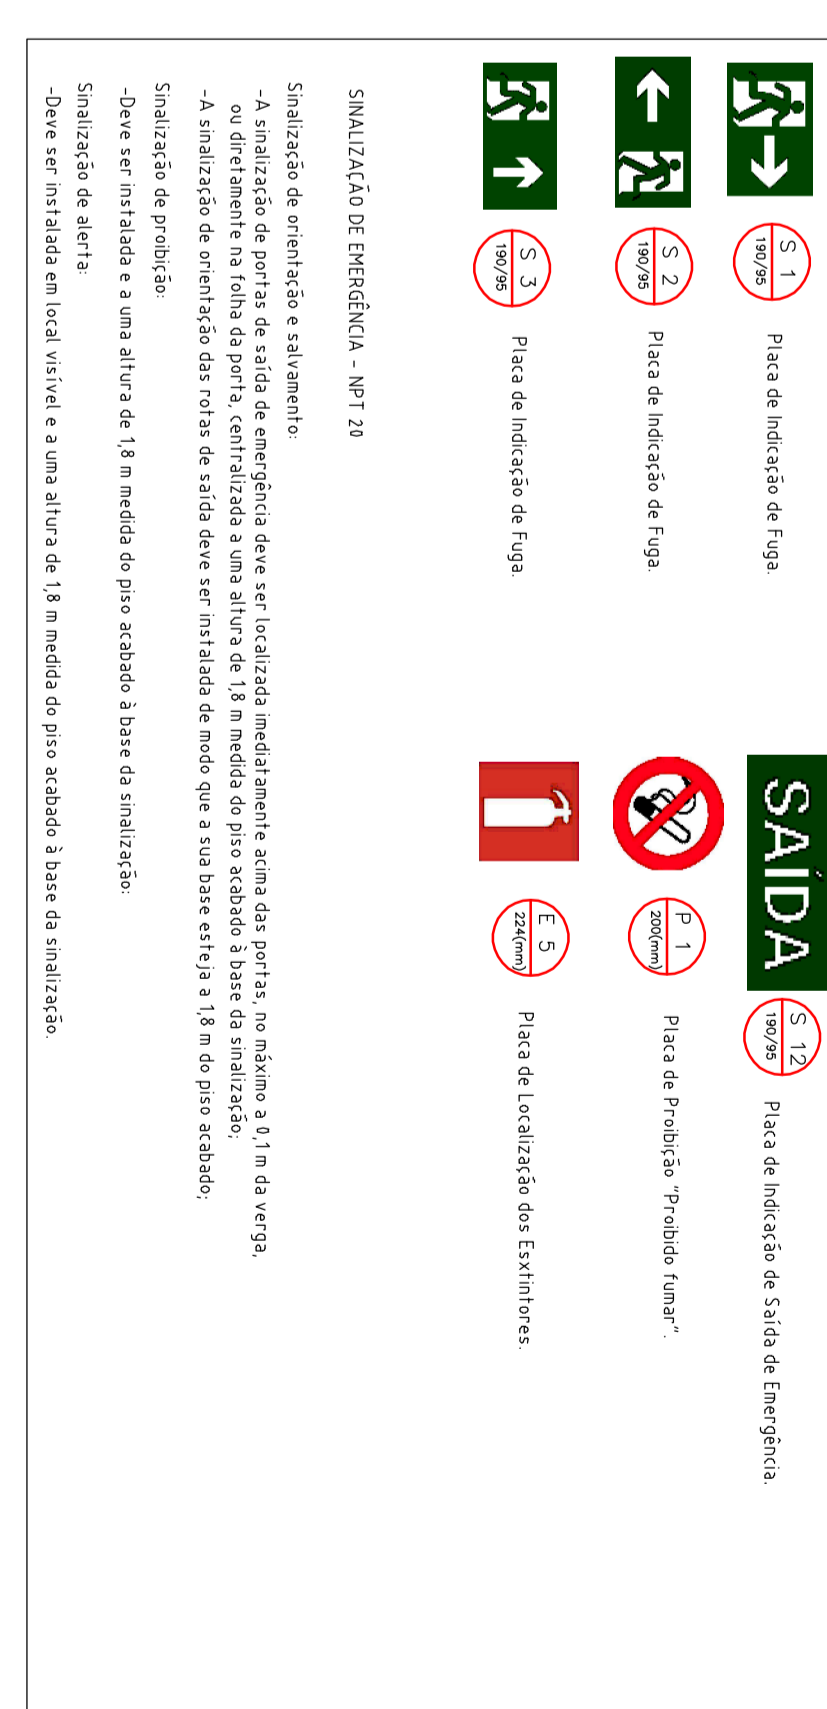 S 1
190/95
Placa de Indicação de Fuga.
SAÍDA
S 12
190/95
Placa de Indicação de Saída de Emergência.
S 2
190/95
Placa de Indicação de Fuga.
P 1
200(mm)
Placa de Proibição "Proibido fumar".
S 3
190/95
Placa de Indicação de Fuga.
E 5
224(mm)
Placa de Localização dos Esxtintores.
SINALIZAÇÃO DE EMERGÊNCIA - NPT 20
Sinalização de orientação e salvamento:
-A sinalização de portas de saída de emergência deve ser localizada imediatamente acima das portas, no máximo a 0,1 m da verga,
ou diretamente na folha da porta, centralizada a uma altura de 1,8 m medida do piso acabado à base da sinalização;
-A sinalização de orientação das rotas de saída deve ser instalada de modo que a sua base esteja a 1,8 m do piso acabado;
Sinalização de proibição:
-Deve ser instalada e a uma altura de 1,8 m medida do piso acabado à base da sinalização:
Sinalização de alerta:
-Deve ser instalada em local visível e a uma altura de 1,8 m medida do piso acabado à base da sinalização.